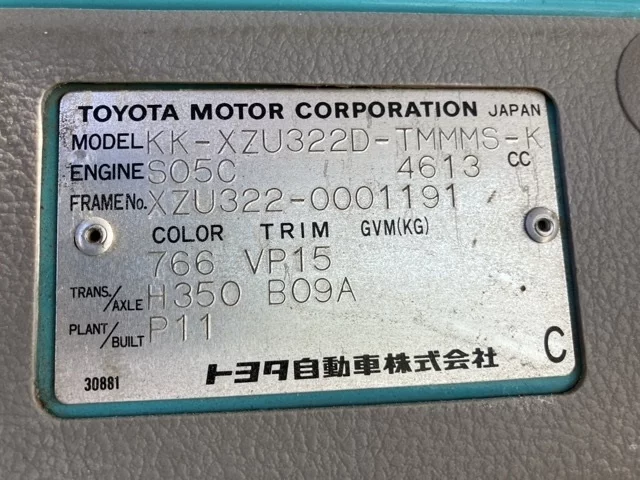 TOYOTA MOTOR CORPORATION JAPAN
MODEL KK-XZU322D-TMMMS-K
ENGINE S05C 4613 CC
FRAME No. XZU322-0001191
COLOR TRIM GVM(KG)
766 VP15
TRANS./AXLE H350 B09A
PLANT/BUILT P11
30881 トヨタ自動車株式会社 C